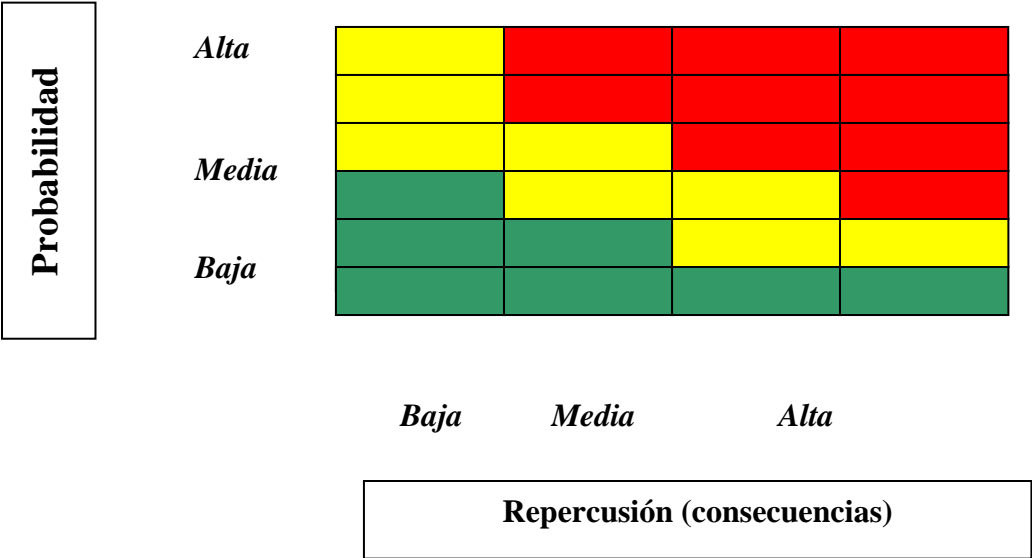 Probabilidad
Alta
Media
Baja
Baja Media Alta
Repercusión (consecuencias)